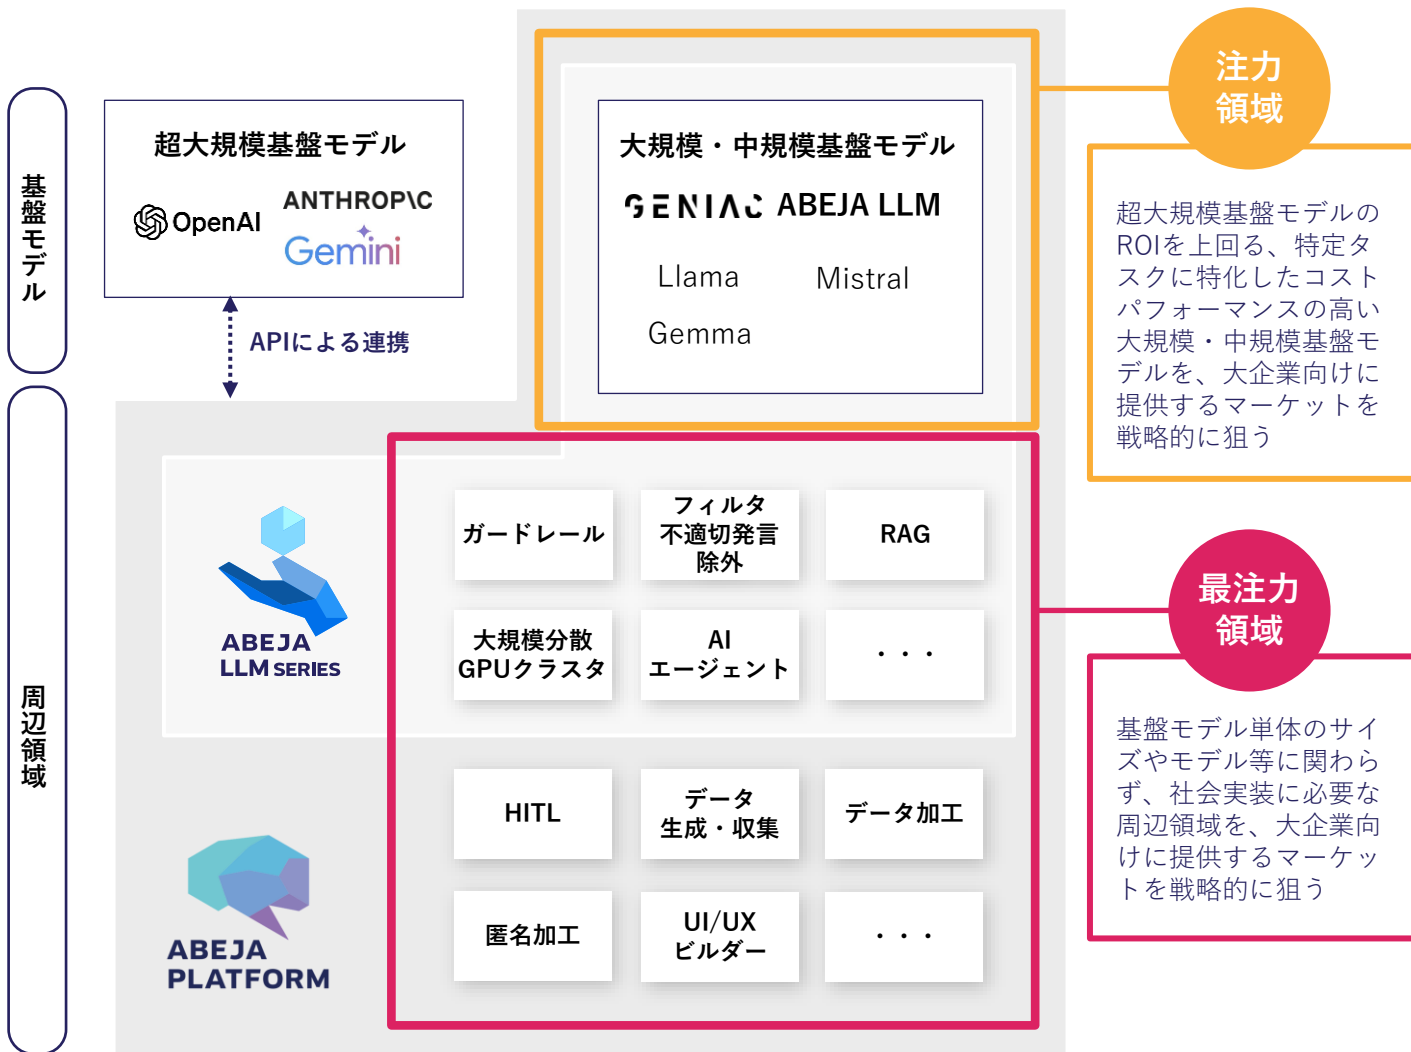 基盤モデル
超大規模基盤モデル
OpenAI
ANTHROP\C
Gemini
APIによる連携
大規模・中規模基盤モデル
GENIAC ABEJA LLM
Llama
Mistral
Gemma
注力
領域
超大規模基盤モデルの
ROIを上回る、特定タ
スクに特化したコスト
パフォーマンスの高い
大規模・中規模基盤モ
デルを、大企業向けに
提供するマーケットを
戦略的に狙う
周辺領域
ABEJA
LLM SERIES
ガードレール
フィルタ
不適切発言
除外
RAG
大規模分散
GPUクラスタ
AI
エージェント
・・・
ABEJA
PLATFORM
HITL
データ
生成・収集
データ加工
匿名加工
UI/UX
ビルダー
・・・
最注力
領域
基盤モデル単体のサイ
ズやモデル等に関わら
ず、社会実装に必要な
周辺領域を、大企業向
けに提供するマーケッ
トを戦略的に狙う